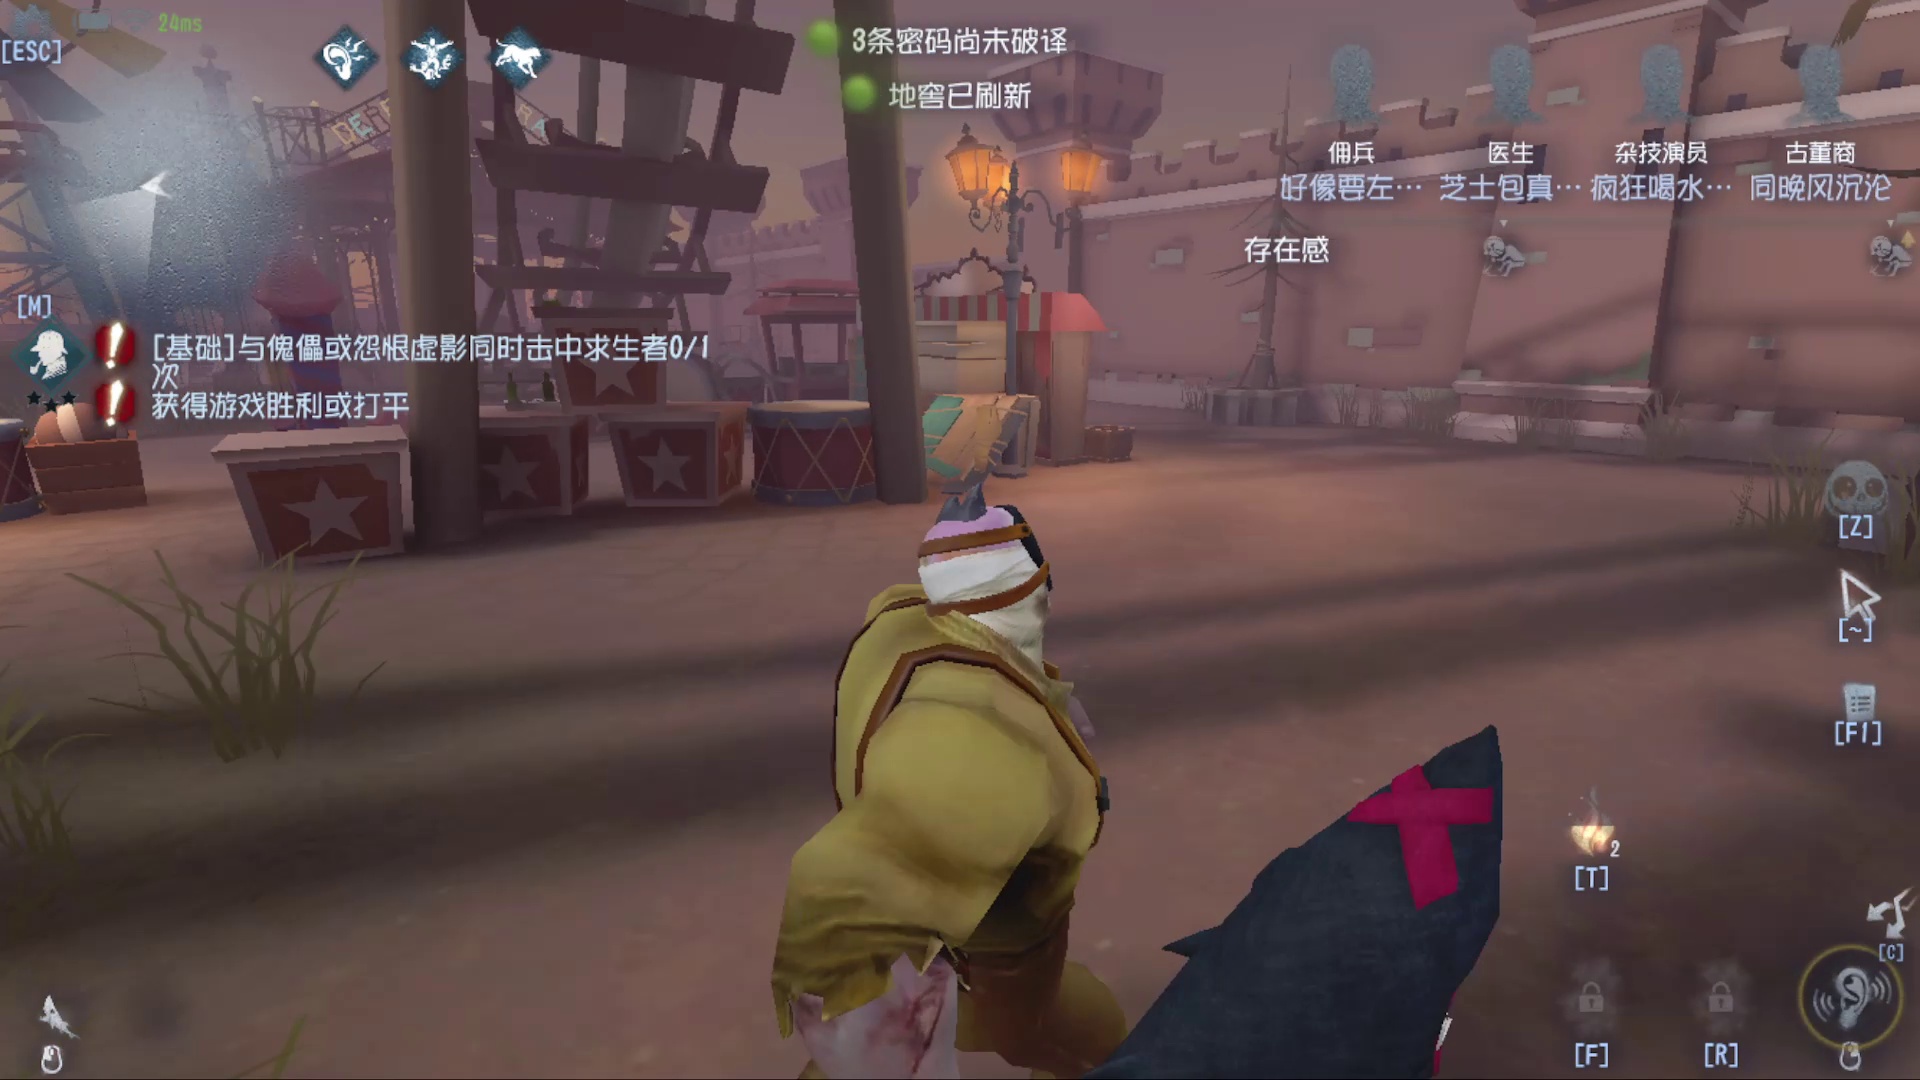 24ms
[ESC]
3条密码尚未破译
地窖已刷新
佣兵
医生
杂技演员
古董商
好像要左…
芝士包真…
疯狂喝水…
同晚风沉沦
存在感
[M]
[基础]与傀儡或怨恨虚影同时击中求生者0/1
次
获得游戏胜利或打平
[Z]
[~]
[F1]
2
[T]
[C]
[F]
[R]